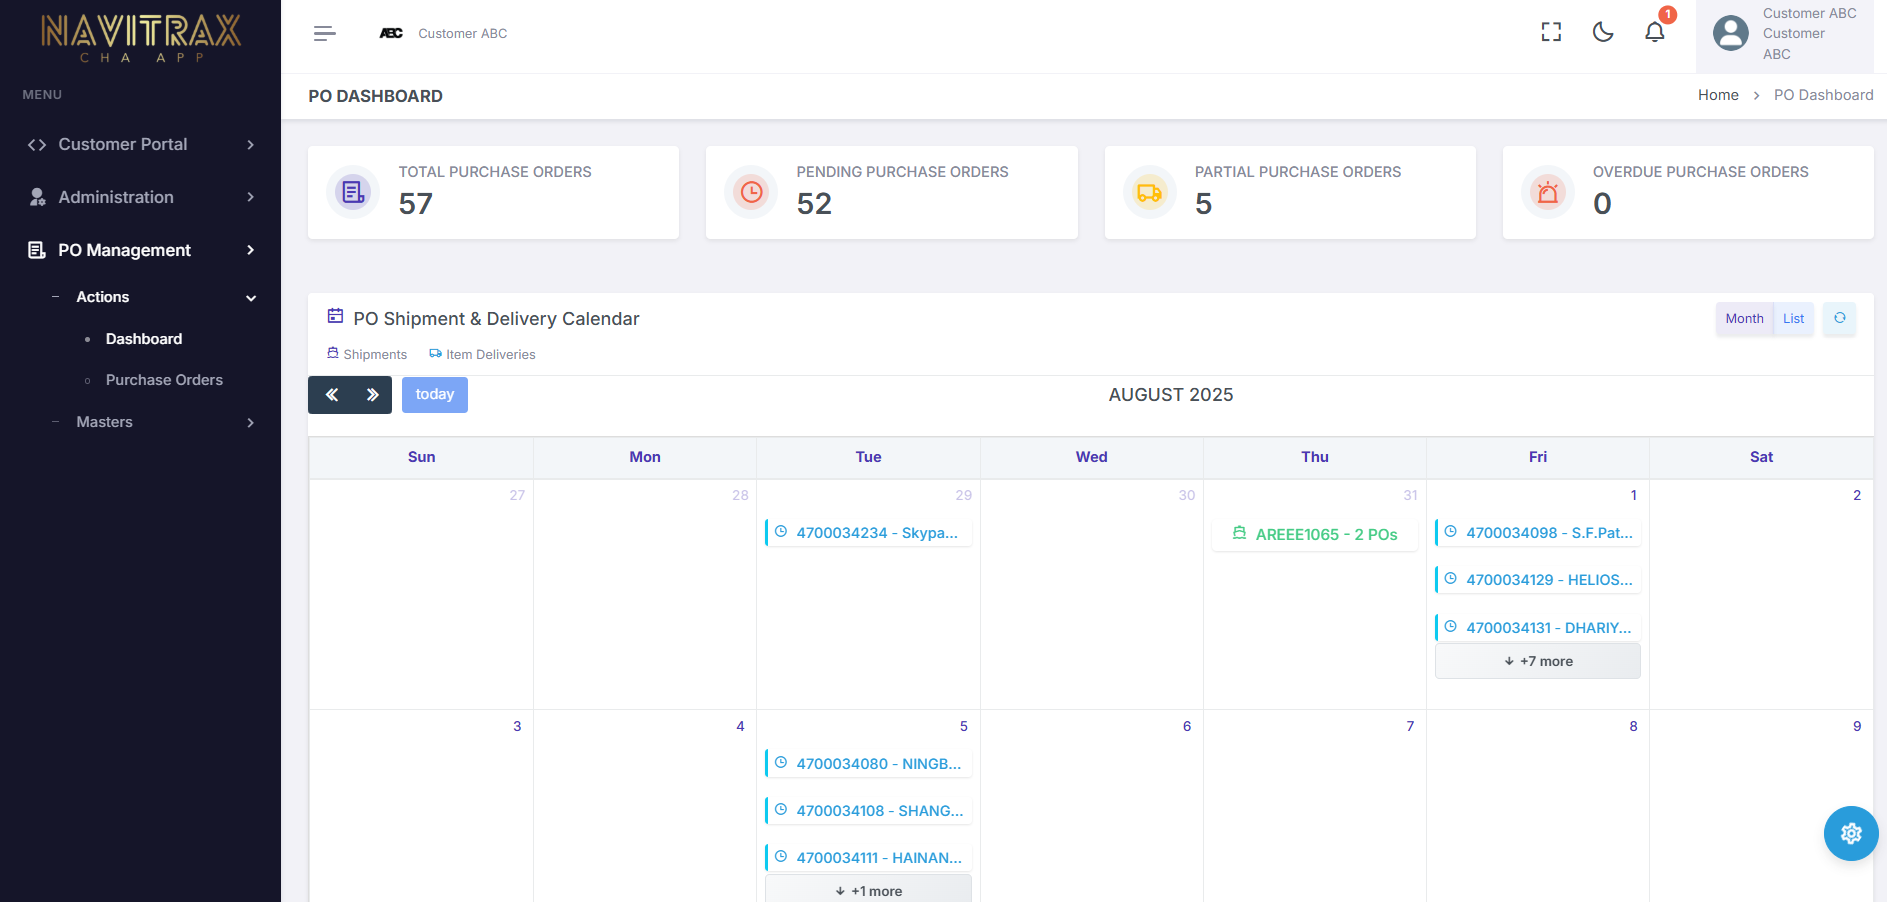 NAVITRAX
CHA APP
MENU
Customer Portal
Administration
PO Management
Actions
Dashboard
Purchase Orders
Masters
ABC Customer ABC
1
Customer ABC
Customer
ABC
PO DASHBOARD
Home > PO Dashboard
TOTAL PURCHASE ORDERS
57
PENDING PURCHASE ORDERS
52
PARTIAL PURCHASE ORDERS
5
OVERDUE PURCHASE ORDERS
0
PO Shipment & Delivery Calendar
Month List
Shipments Item Deliveries
today
AUGUST 2025
Sun Mon Tue Wed Thu Fri Sat
27 28 29 30 31 1 2
4700034234 - Skypa...
AREEE1065 - 2 POs
4700034098 - S.F.Pat...
4700034129 - HELIOS...
4700034131 - DHARIY...
+7 more
3 4 5 6 7 8 9
4700034080 - NINGB...
4700034108 - SHANG...
4700034111 - HAINAN...
+1 more